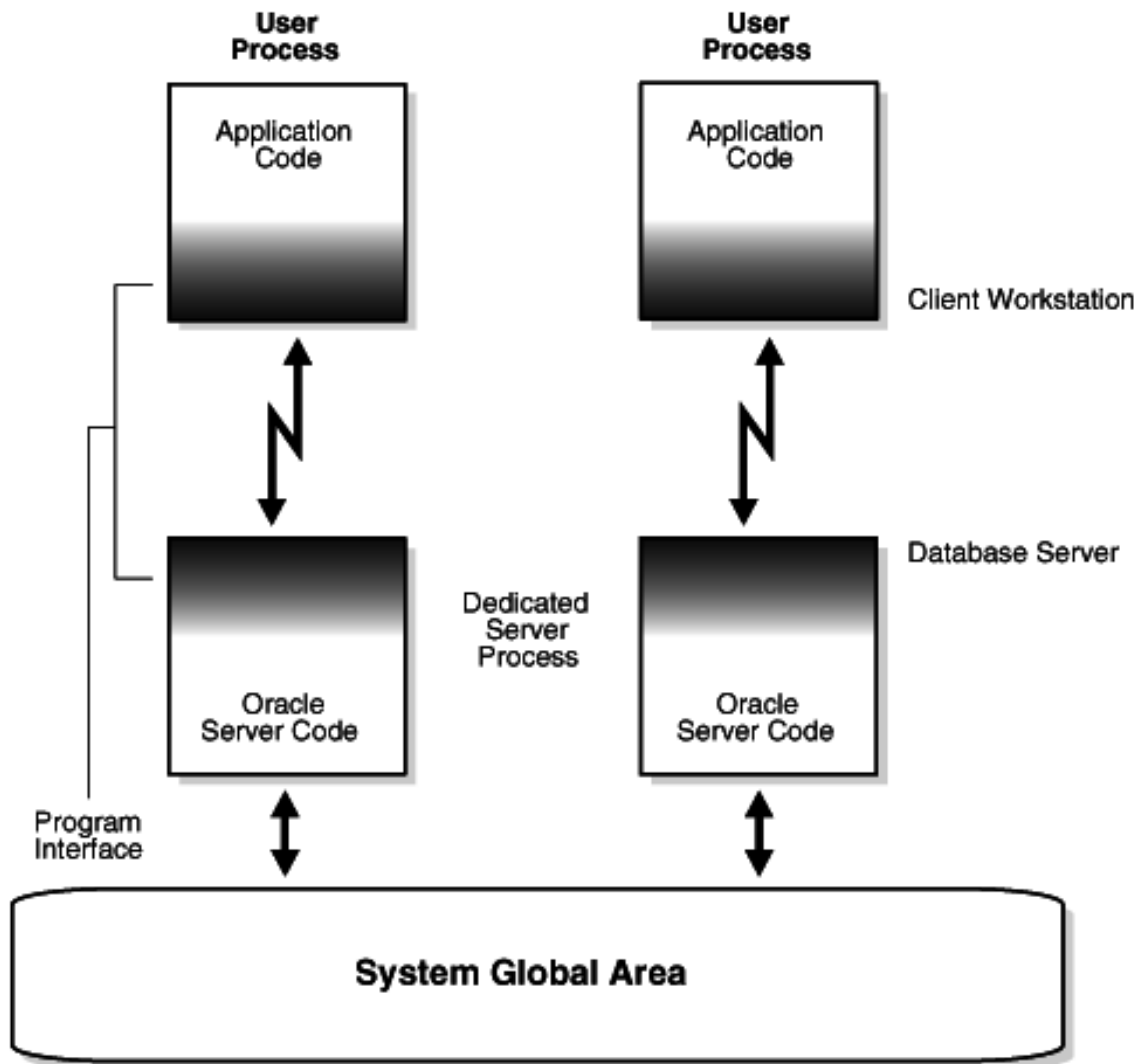 User
Process
User
Process
Application
Code
Application
Code
Client Workstation
Database Server
Dedicated
Server
Process
Oracle
Server Code
Oracle
Server Code
Program
Interface
System Global Area